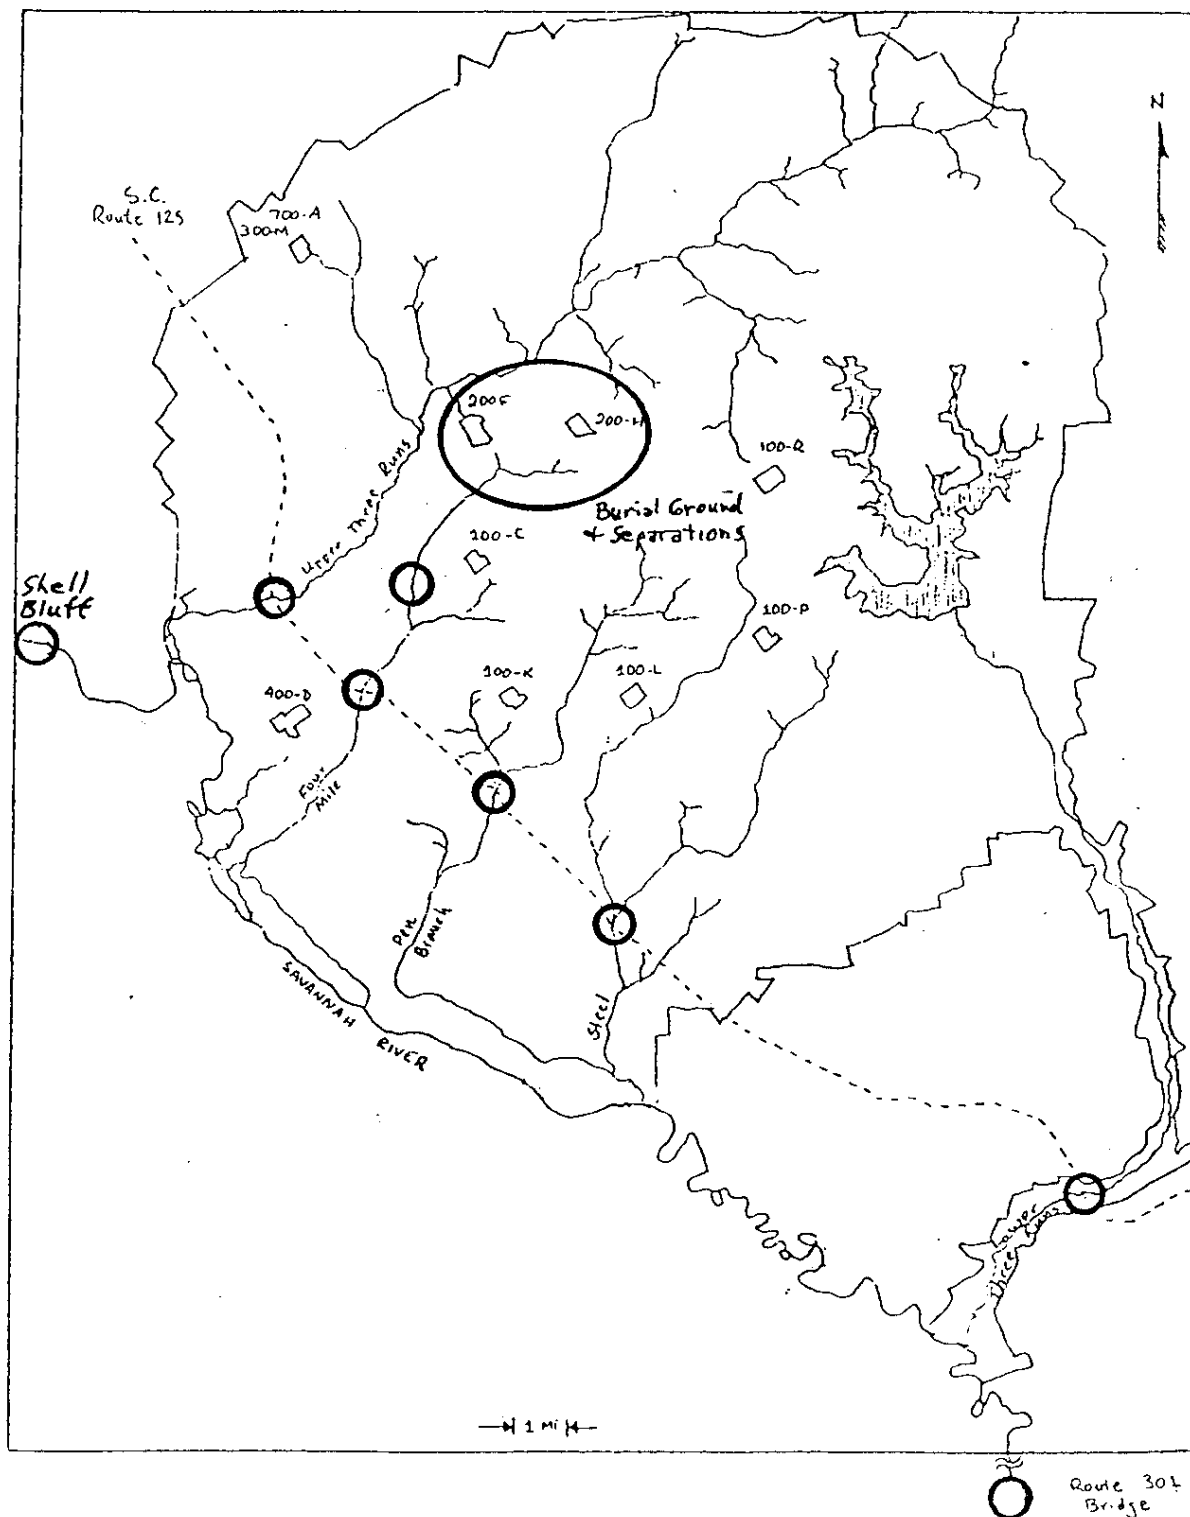 N
S.C.
Route 125
700-A
300-M
200F
200-H
Upper Three Runs
100-R
Burial Ground
+ Separations
100-C
Shell
Bluff
100-P
100-K
100-L
400-D
Four
Mile
Pen
Branch
Steel
SAVANNAH
RIVER
Lower
Three Runs
1 Mi
Route 301
Bridge